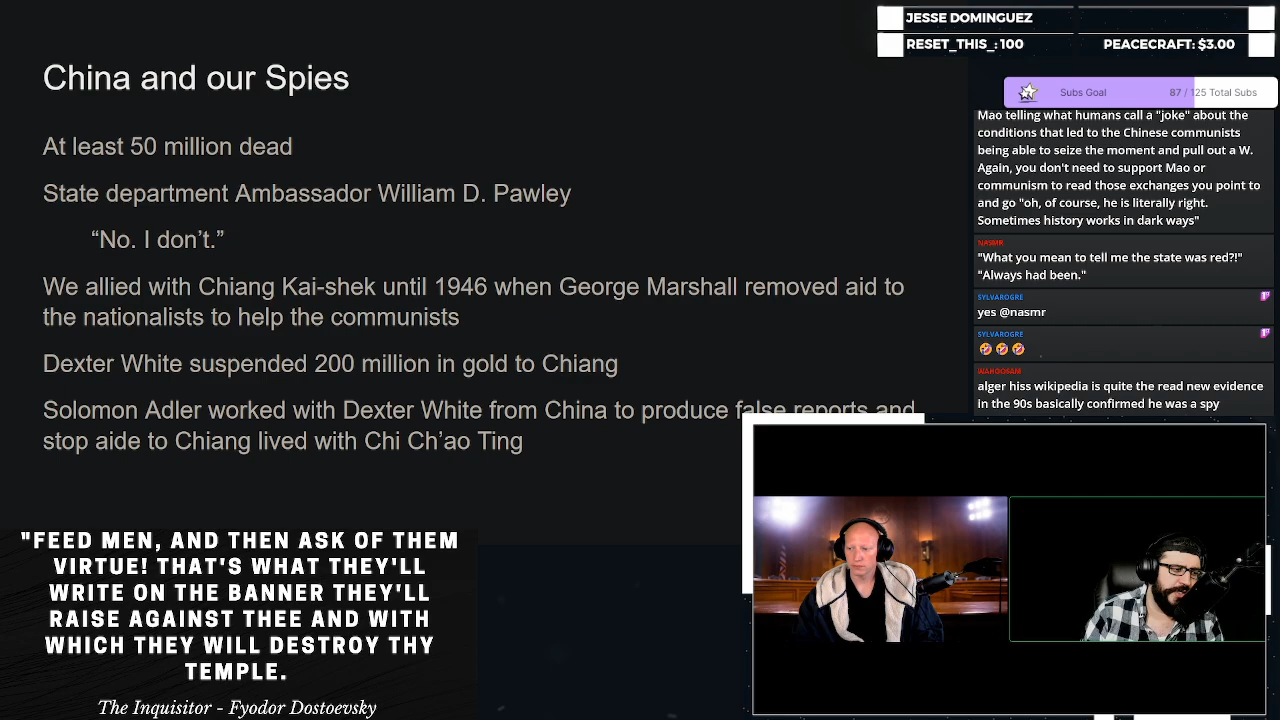 China and our Spies
At least 50 million dead
State department Ambassador William D. Pawley
“No. I don’t.”
We allied with Chiang Kai-shek until 1946 when George Marshall removed aid to
the nationalists to help the communists
Dexter White suspended 200 million in gold to Chiang
Solomon Adler worked with Dexter White from China to produce false reports and
stop aide to Chiang lived with Chi Ch’ao Ting
JESSE DOMINGUEZ
RESET_THIS_: 100
PEACECRAFT: $3.00
Subs Goal
87 / 125 Total Subs
Mao telling what humans call a "joke" about the
conditions that led to the Chinese communists
being able to seize the moment and pull out a W.
Again, you don't need to support Mao or
communism to read those exchanges you point to
and go "oh, of course, he is literally right.
Sometimes history works in dark ways"
NASMR
"What you mean to tell me the state was red?!"
"Always had been."
SYLVAROGRE
yes @nasmr
SYLVAROGRE
WAHOOSAM
alger hiss wikipedia is quite the read new evidence
in the 90s basically confirmed he was a spy
"FEED MEN, AND THEN ASK OF THEM
VIRTUE! THAT'S WHAT THEY'LL
WRITE ON THE BANNER THEY'LL
RAISE AGAINST THEE AND WITH
WHICH THEY WILL DESTROY THY
TEMPLE.
The Inquisitor - Fyodor Dostoevsky